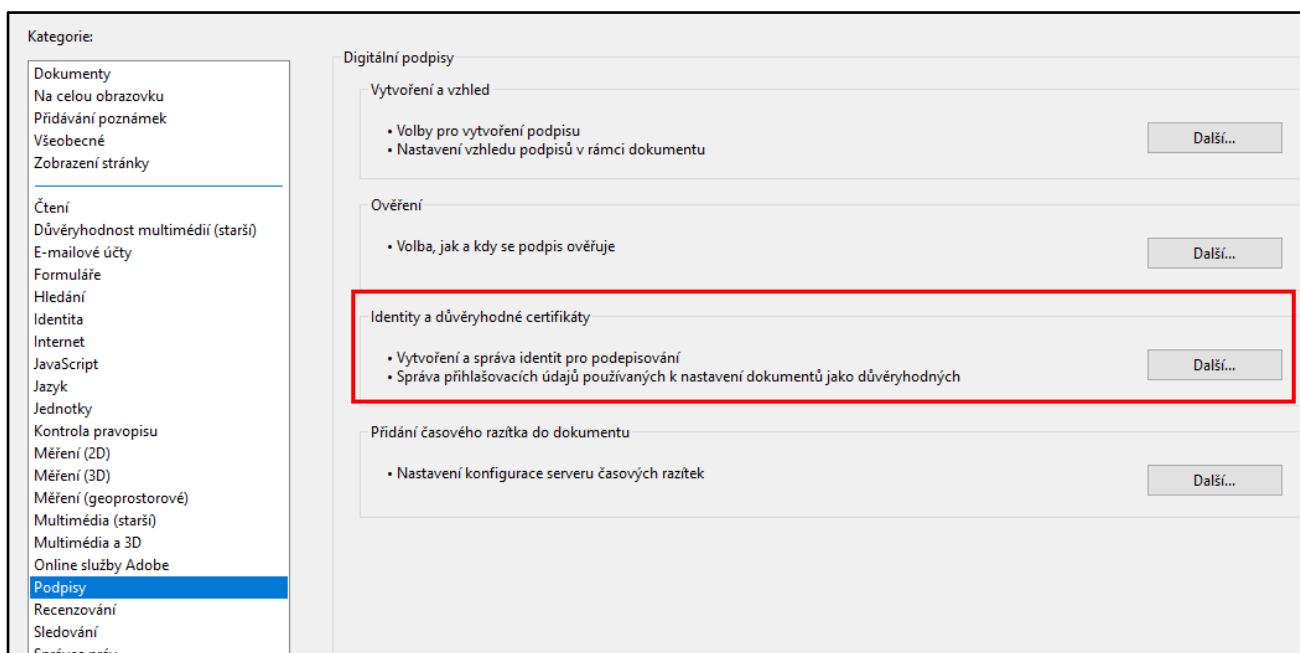 Kategorie:
Dokumenty
Na celou obrazovku
Přidávání poznámek
Všeobecné
Zobrazení stránky
Čtení
Důvěryhodnost multimédií (starší)
E-mailové účty
Formuláře
Hledání
Identita
Internet
JavaScript
Jazyk
Jednotky
Kontrola pravopisu
Měření (2D)
Měření (3D)
Měření (geoprostorové)
Multimédia (starší)
Multimédia a 3D
Online služby Adobe
Podpisy
Recenzování
Sledování
Digitální podpisy
Vytvoření a vzhled
• Volby pro vytvoření podpisu
• Nastavení vzhledu podpisů v rámci dokumentu
Další...
Ověření
• Volba, jak a kdy se podpis ověřuje
Další...
Identity a důvěryhodné certifikáty
• Vytvoření a správa identit pro podepisování
• Správa přihlašovacích údajů používaných k nastavení dokumentů jako důvěryhodných
Další...
Přidání časového razítka do dokumentu
• Nastavení konfigurace serveru časových razítek
Další...